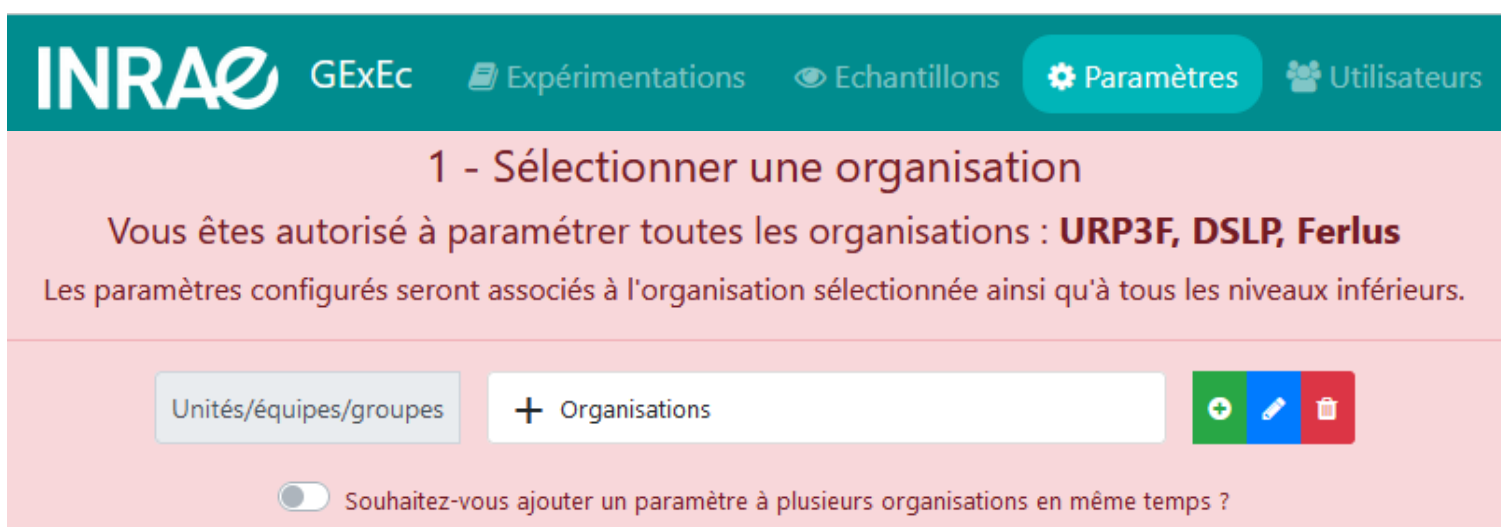 INRAE GExEc Expérimentations Echantillons Paramètres Utilisateurs
1 - Sélectionner une organisation
Vous êtes autorisé à paramétrer toutes les organisations : URP3F, DSLP, Ferlus
Les paramètres configurés seront associés à l'organisation sélectionnée ainsi qu'à tous les niveaux inférieurs.
Unités/équipes/groupes + Organisations
Souhaitez-vous ajouter un paramètre à plusieurs organisations en même temps ?